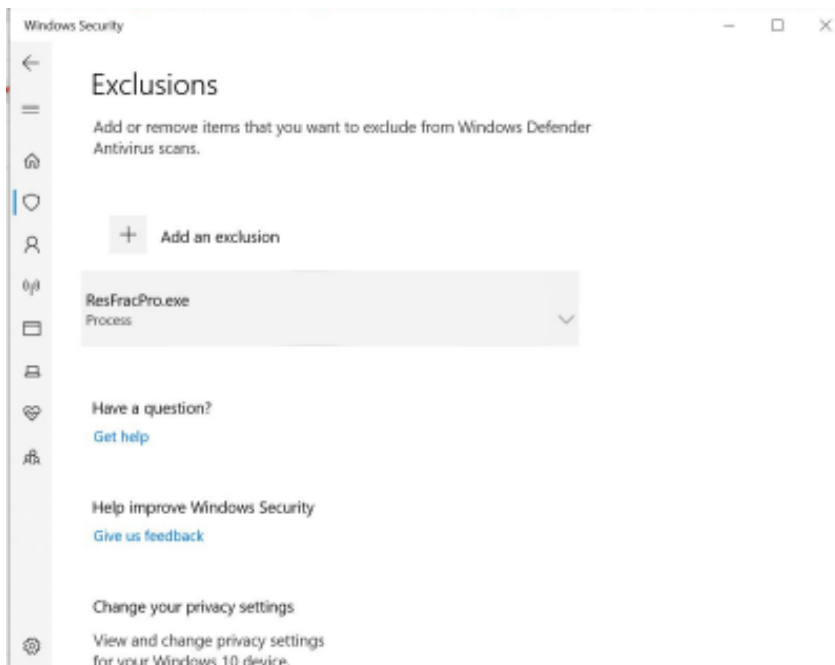 Windows Security
Exclusions
Add or remove items that you want to exclude from Windows Defender
Antivirus scans.
Add an exclusion
ResFracPro.exe
Process
Have a question?
Get help
Help improve Windows Security
Give us feedback
Change your privacy settings
View and change privacy settings
for your Windows 10 device.